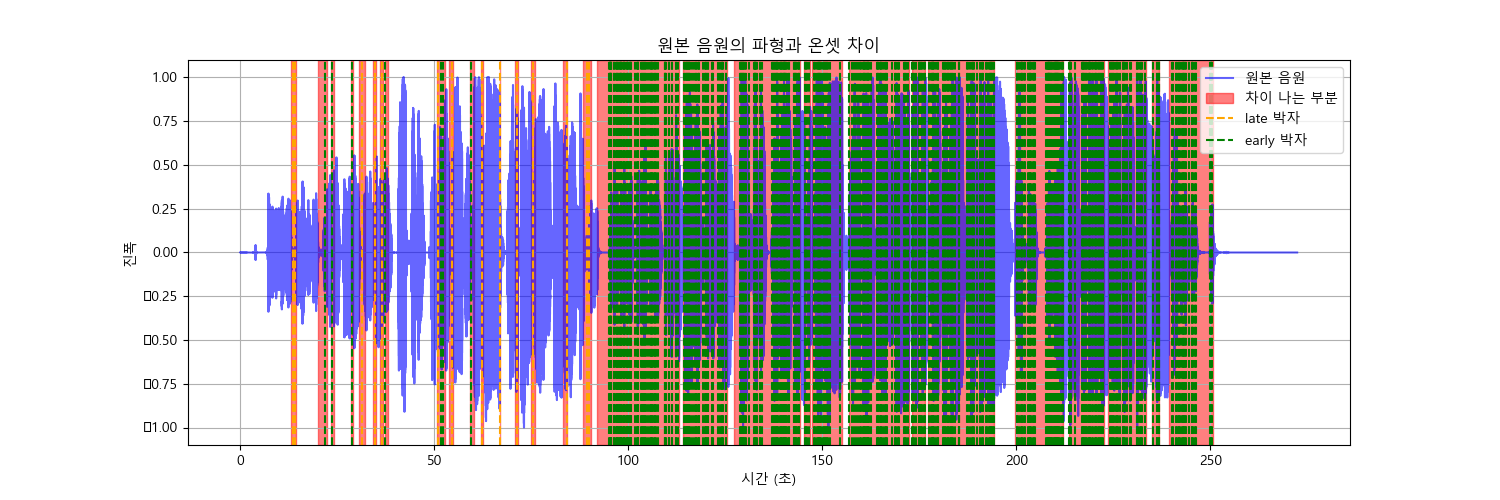 원본 음원의 파형과 온셋 차이
원본 음원
차이 나는 부분
late 박자
early 박자
진폭
1.00
0.75
0.50
0.25
0.00
□0.25
□0.50
□0.75
□1.00
0 50 100 150 200 250
시간 (초)